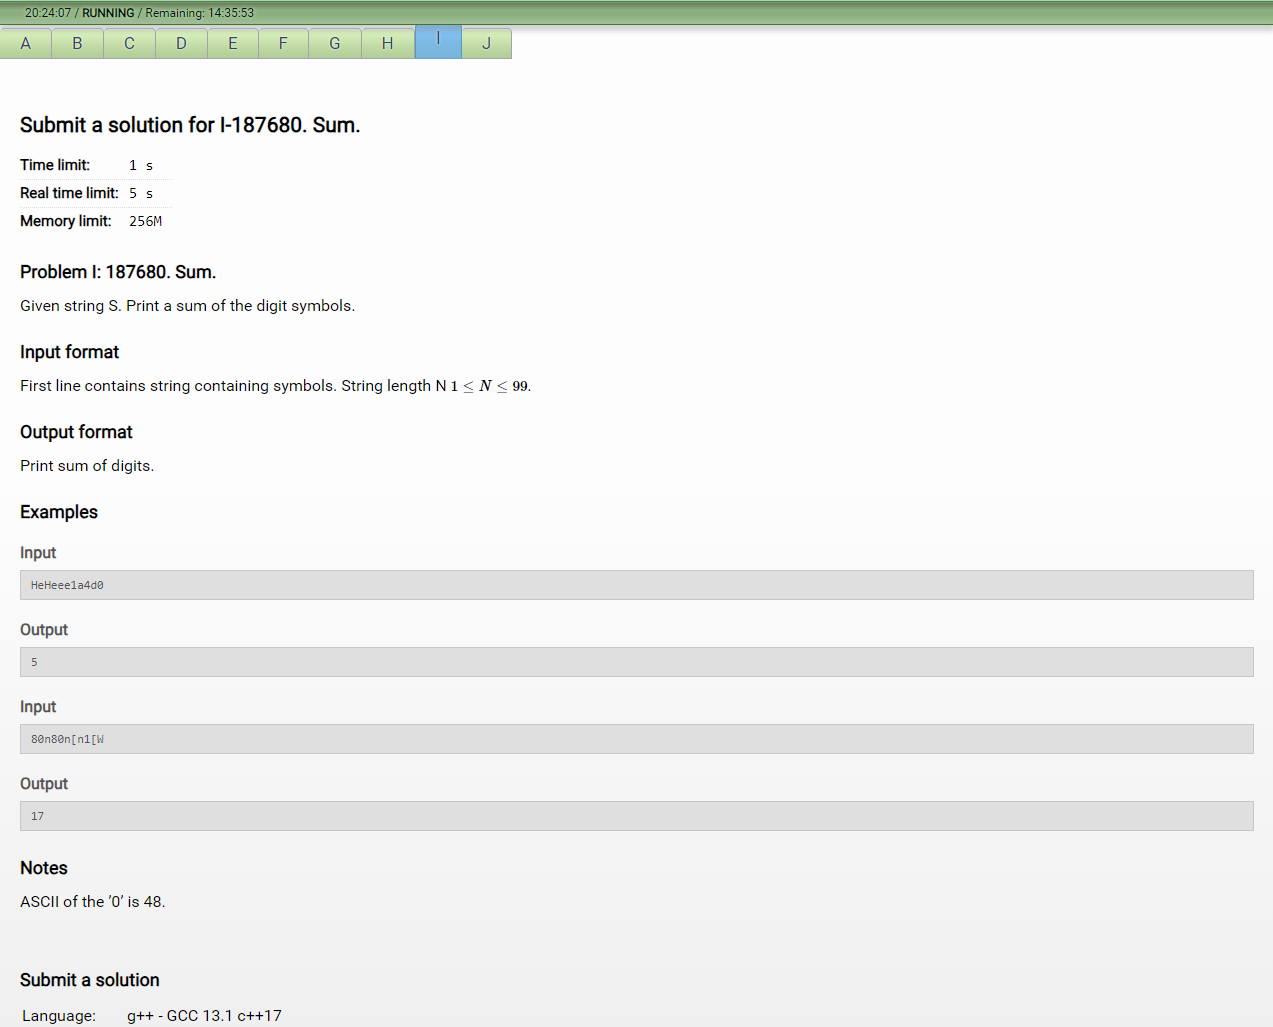 20:24:07 / RUNNING / Remaining: 14:35:53
A B C D E F G H I J
Submit a solution for I-187680. Sum.
Time limit: 1 s
Real time limit: 5 s
Memory limit: 256M
Problem I: 187680. Sum.
Given string S. Print a sum of the digit symbols.
Input format
First line contains string containing symbols. String length N 1 ≤ N ≤ 99.
Output format
Print sum of digits.
Examples
Input
HeHeee1a4d0
Output
5
Input
80n80n[n1[W
Output
17
Notes
ASCII of the '0' is 48.
Submit a solution
Language: g++ - GCC 13.1 c++17